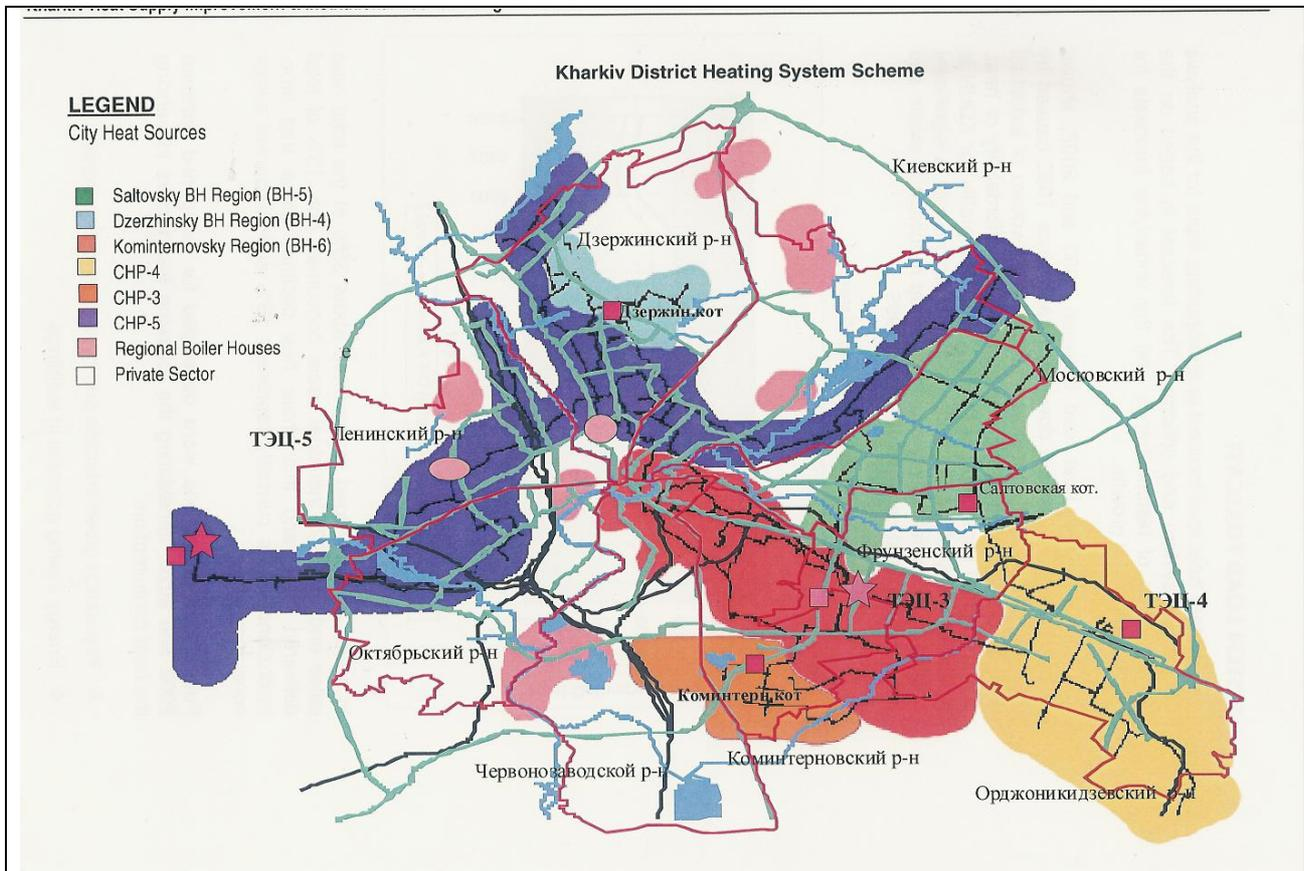 Kharkiv District Heating System Scheme
LEGEND
City Heat Sources
Saltovsky BH Region (BH-5)
Dzerzhinsky BH Region (BH-4)
Kominternovsky Region (BH-6)
CHP-4
CHP-3
CHP-5
Regional Boiler Houses
Private Sector
Киевский р-н
Дзержинский р-н
Дзержин.кот
е
Московский р-н
ТЭЦ-5
Ленинский р-н
Салтовская кот.
Фрунзенский р-н
ТЭЦ-3
ТЭЦ-4
Октябрьский р-н
Коминтерн.кот
Коминтерновский р-н
Червонозаводской р-н
Орджоникидзевский р-н